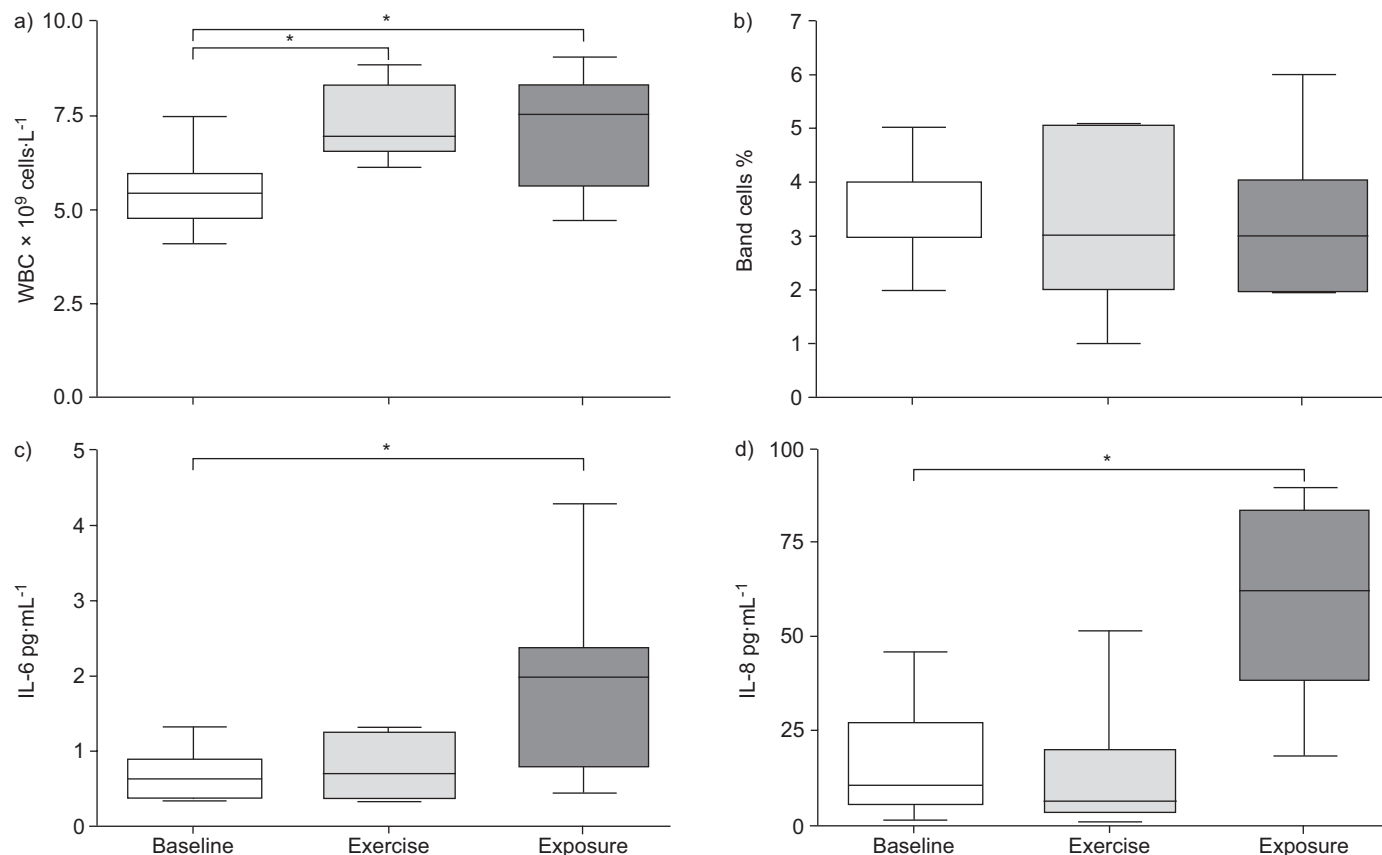 a)
10.0
7.5
5.0
2.5
0.0
WBC × 10⁹ cells·L⁻¹
*
*
b)
7
6
5
4
3
2
1
0
Band cells %
c)
5
4
3
2
1
0
IL-6 pg·mL⁻¹
*
Baseline Exercise Exposure
d)
100
75
50
25
0
IL-8 pg·mL⁻¹
*
Baseline Exercise Exposure